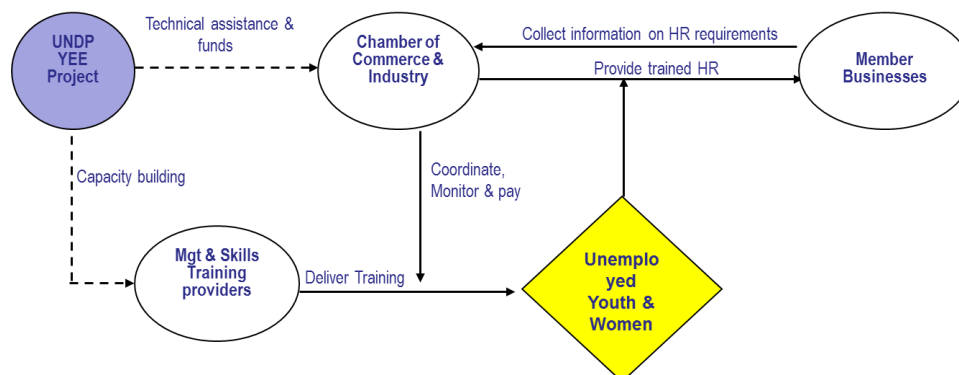 UNDP
YEE
Project
Technical assistance &
funds
Chamber of
Commerce &
Industry
Collect information on HR requirements
Provide trained HR
Member
Businesses
Capacity building
Coordinate,
Monitor & pay
Mgt & Skills
Training
providers
Deliver Training
Unemplo
yed
Youth &
Women